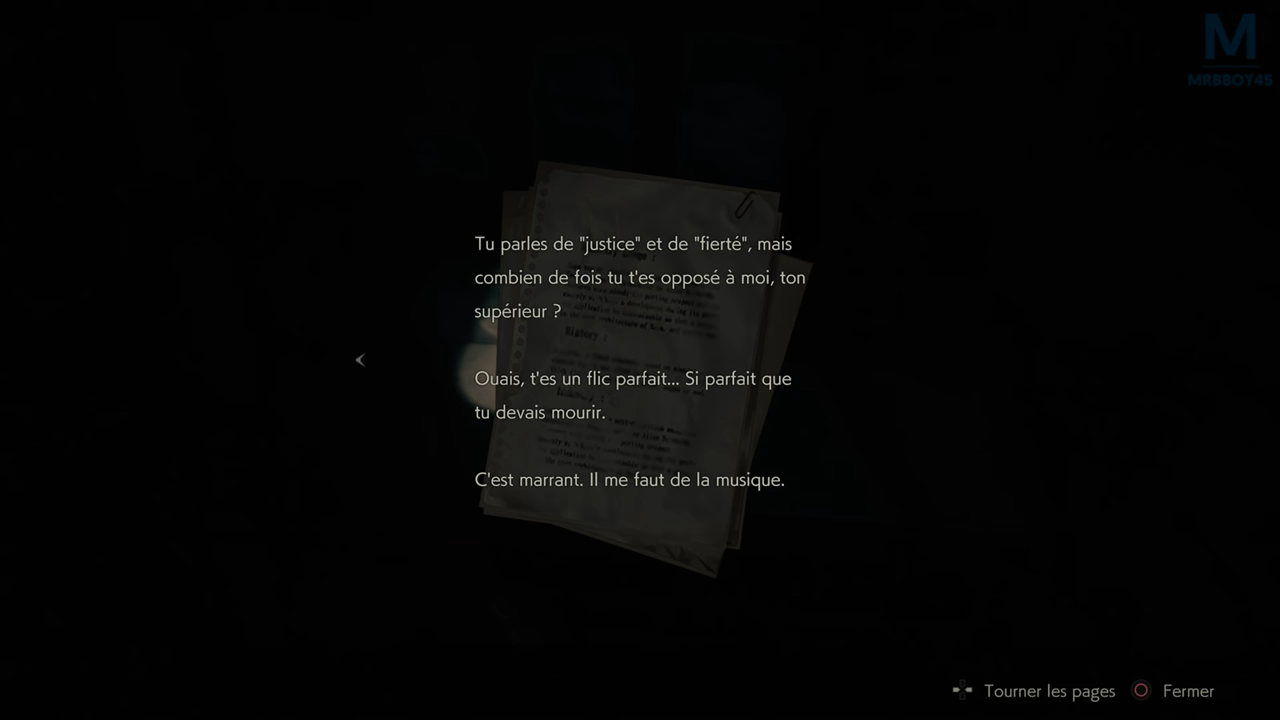 M
MRBBOY45
Tu parles de "justice" et de "fierté", mais
combien de fois tu t'es opposé à moi, ton
supérieur ?
Ouais, t'es un flic parfait... Si parfait que
tu devais mourir.
C'est marrant. Il me faut de la musique.
History :
Tourner les pages
Fermer